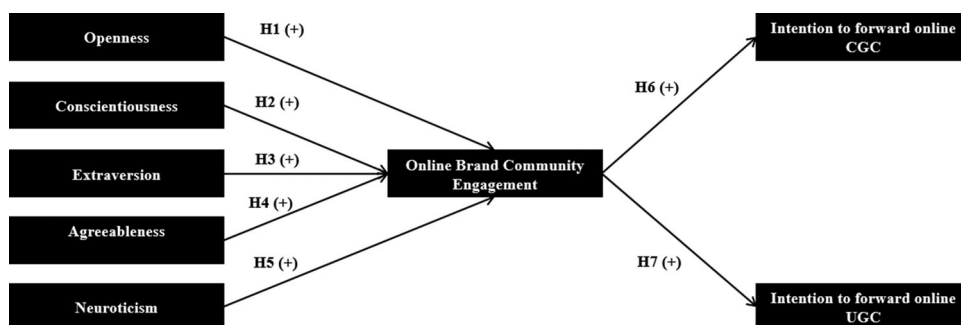 Openness
H1 (+)
Intention to forward online
CGC
Conscientiousness
H2 (+)
H6 (+)
Extraversion
H3 (+)
Online Brand Community
Engagement
Agreeableness
H4 (+)
Neuroticism
H5 (+)
H7 (+)
Intention to forward online
UGC